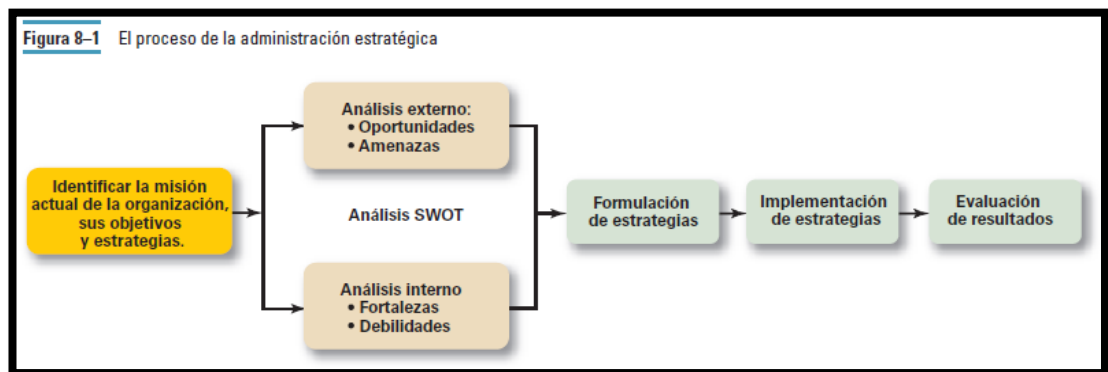 Figura 8–1 El proceso de la administración estratégica
Identificar la misión
actual de la organización,
sus objetivos
y estrategias.
Análisis externo:
• Oportunidades
• Amenazas
Análisis SWOT
Análisis interno
• Fortalezas
• Debilidades
Formulación
de estrategias
Implementación
de estrategias
Evaluación
de resultados